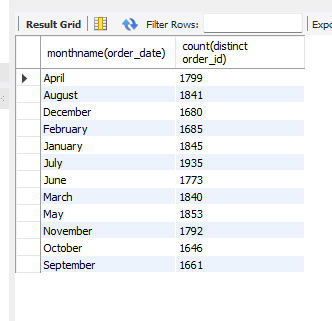 Result Grid Filter Rows: Expo
monthname(order_date) count(distinct
order_id)
April 1799
August 1841
December 1680
February 1685
January 1845
July 1935
June 1773
March 1840
May 1853
November 1792
October 1646
September 1661